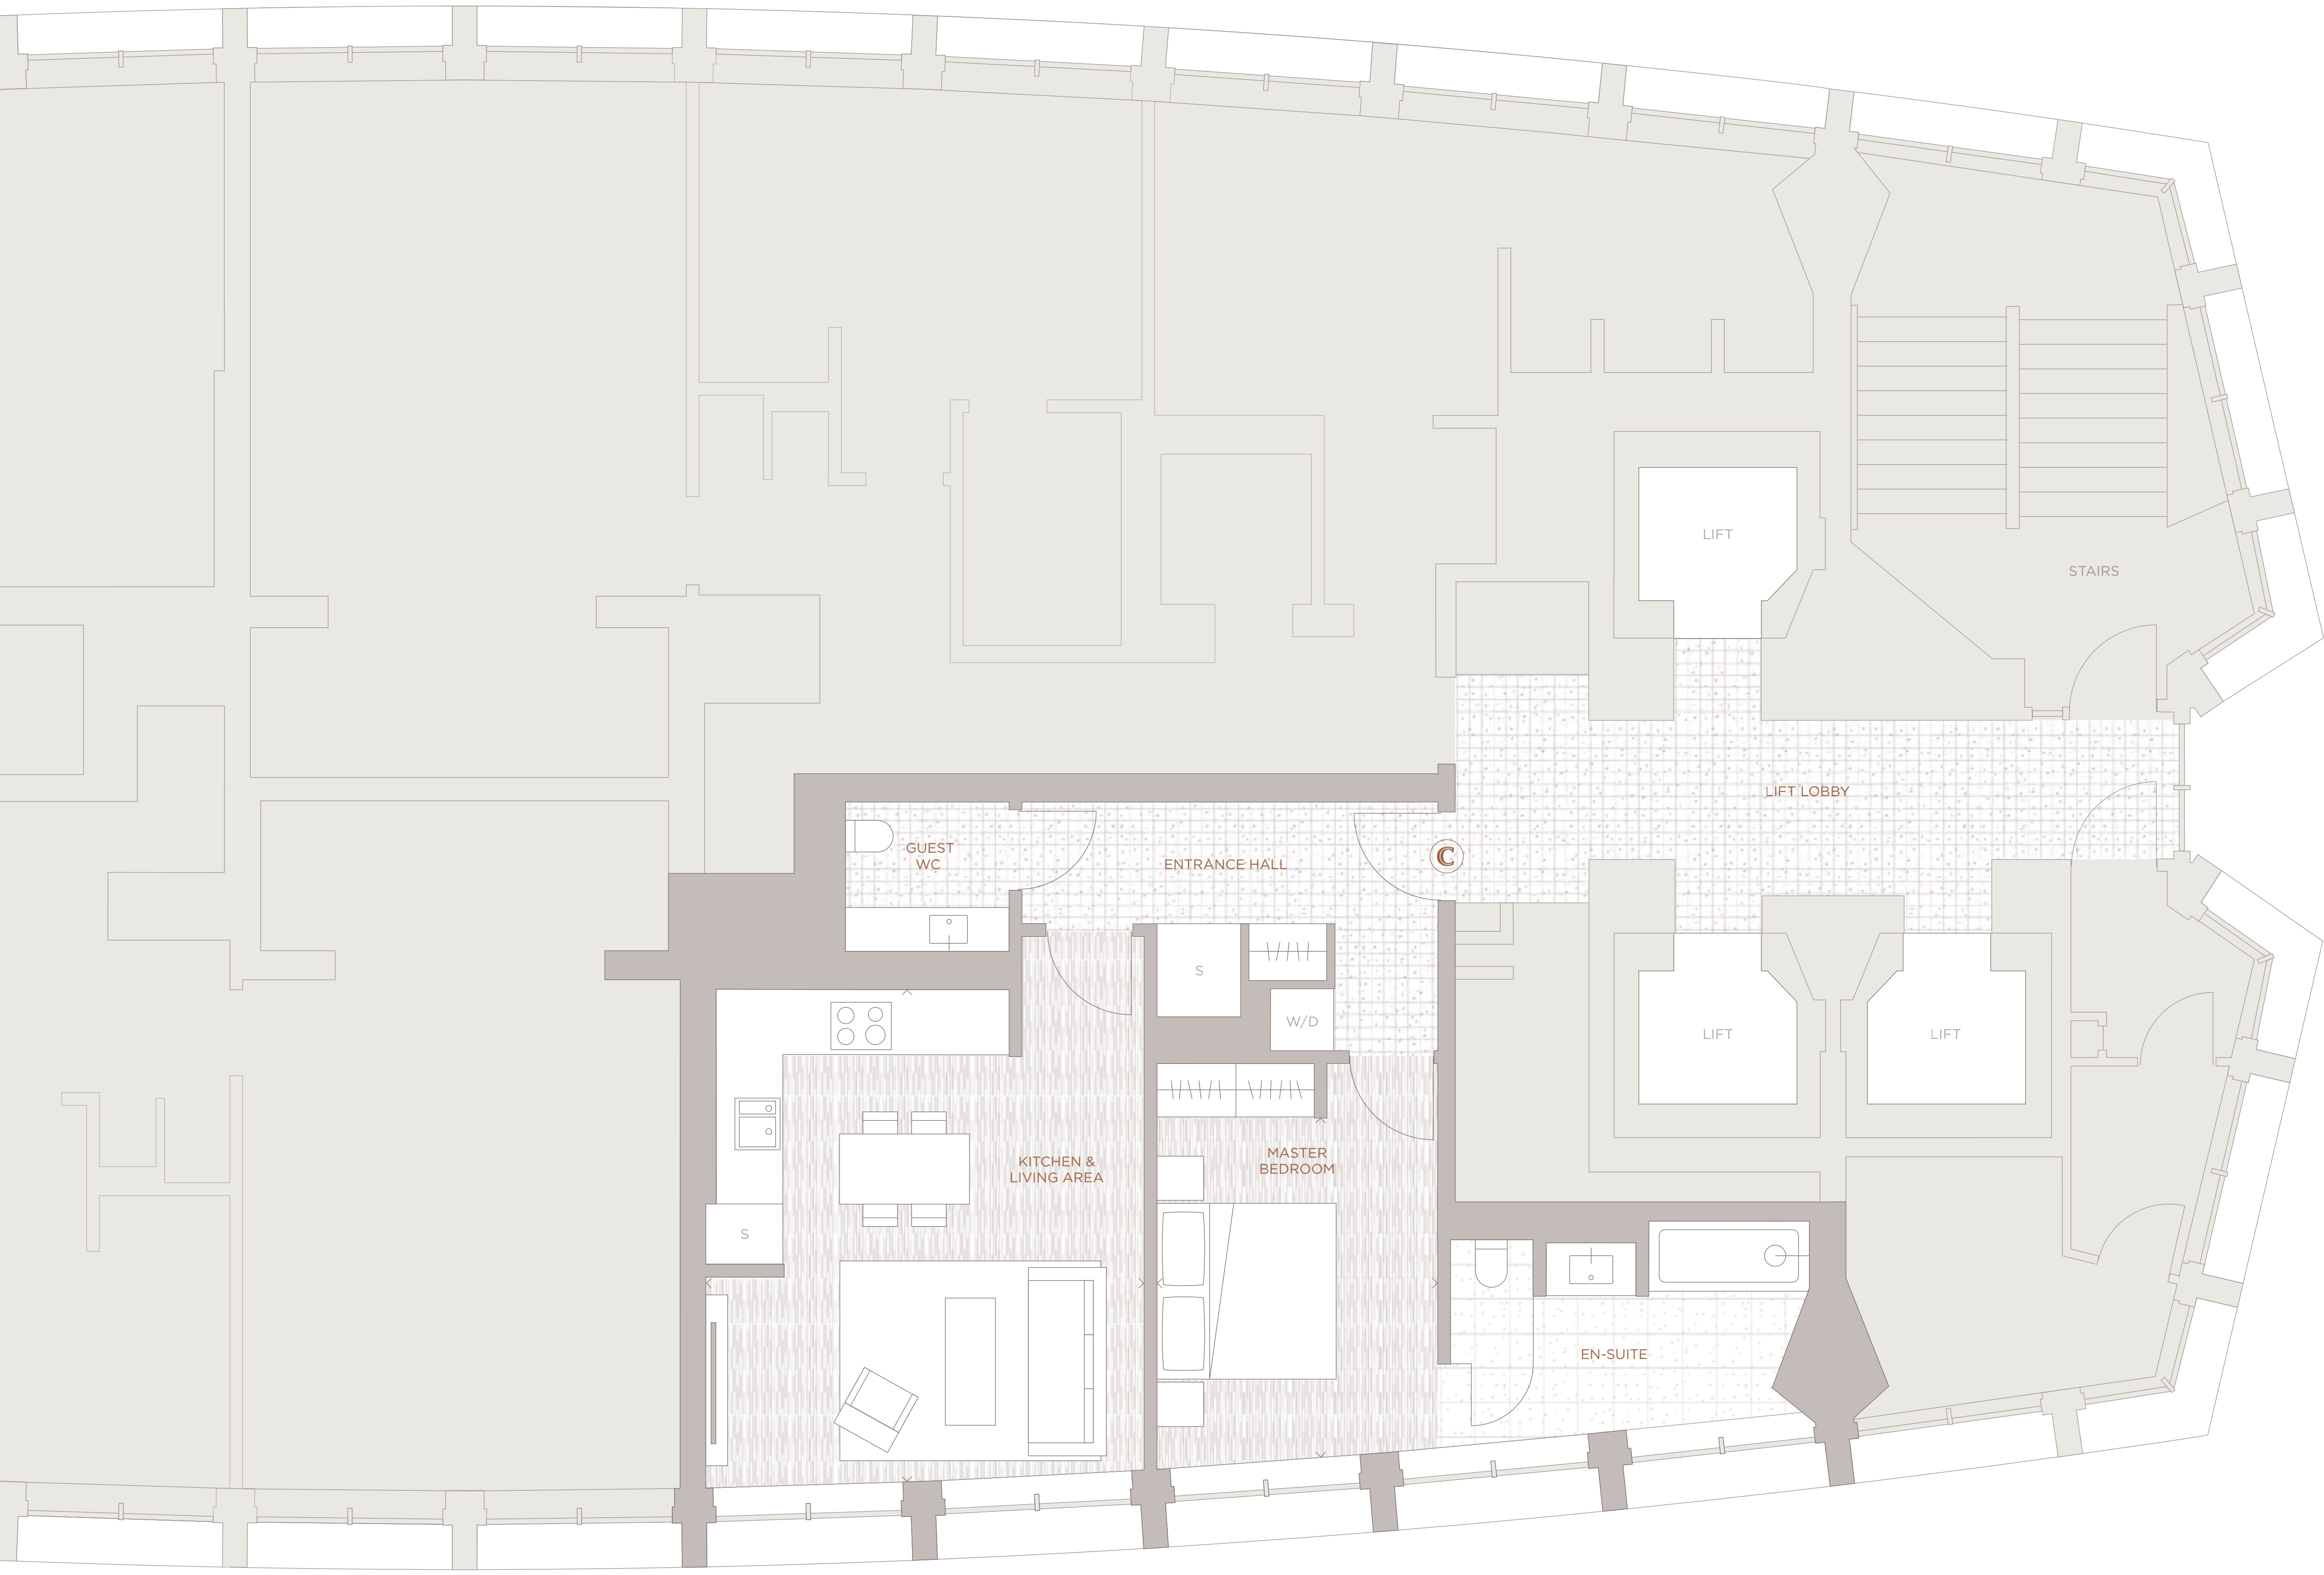 LIFT
STAIRS
LIFT LOBBY
GUEST
WC
ENTRANCE HALL
C
S
W/D
LIFT
LIFT
KITCHEN &
LIVING AREA
MASTER
BEDROOM
S
EN-SUITE